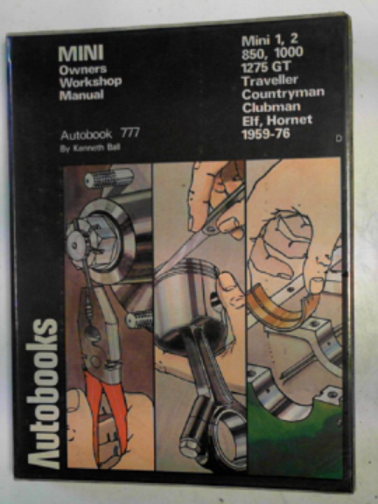 MINI
Owners
Workshop
Manual
Autobook 777
By Kenneth Ball
Mini 1, 2
850, 1000
1275 GT
Traveller
Countryman
Clubman
Elf, Hornet
1959-76
D
Autobooks